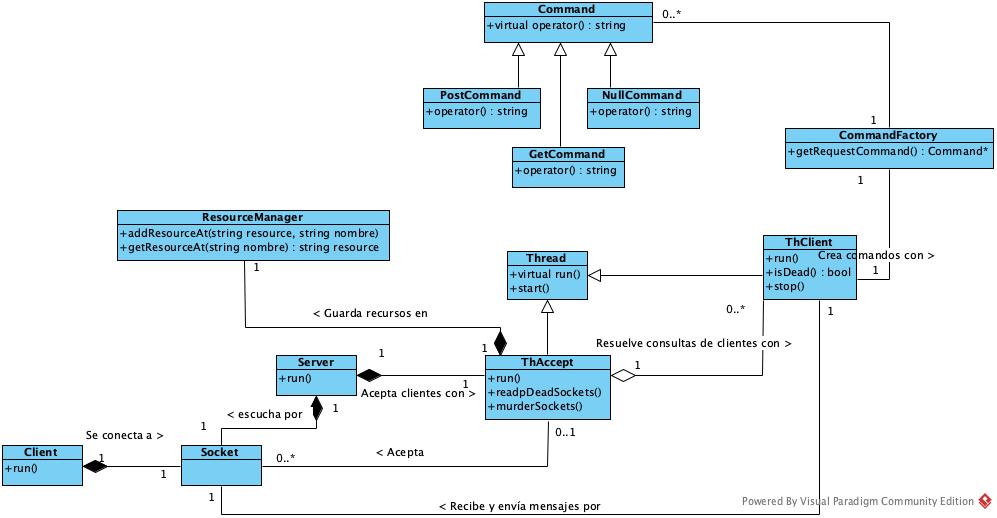 Command
+virtual operator() : string
0..*
PostCommand
+operator() : string
NullCommand
+operator() : string
GetCommand
+operator() : string
1
CommandFactory
+getRequestCommand() : Command*
1
ResourceManager
+addResourceAt(string resource, string nombre)
+getResourceAt(string nombre) : string resource
1
Thread
+virtual run()
+start()
ThClient
+run()
+isDead() : bool
+stop()
Crea comandos con >
1
0..*
1
< Guarda recursos en
1
Resuelve consultas de clientes con >
Server
+run()
1
1
Acepta clientes con >
ThAccept
+run()
+readpDeadSockets()
+murderSockets()
1
< escucha por
1
1
0..1
Se conecta a >
Client
+run()
1
1
Socket
0..*
< Acepta
1
< Recibe y envía mensajes por
Powered By Visual Paradigm Community Edition